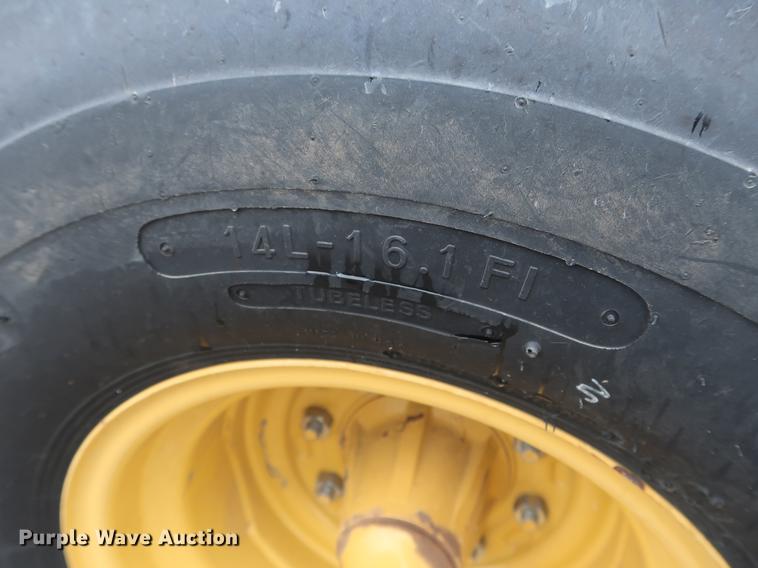 14L-16.1 FI
TUBELESS
Purple Wave Auction